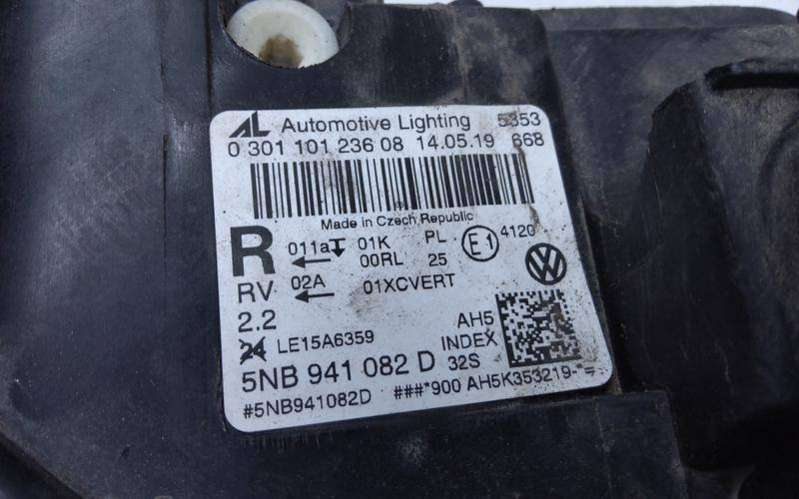 AL Automotive Lighting 5353
0 301 101 236 08 14.05.19 668
Made in Czech Republic
R 011a 01K PL E1 4120
00RL 25
RV 02A 01XCVERT
2.2
24 LE15A6359 AH5
INDEX
5NB 941 082 D 32S
#5NB941082D ###*900 AH5K353219-*=